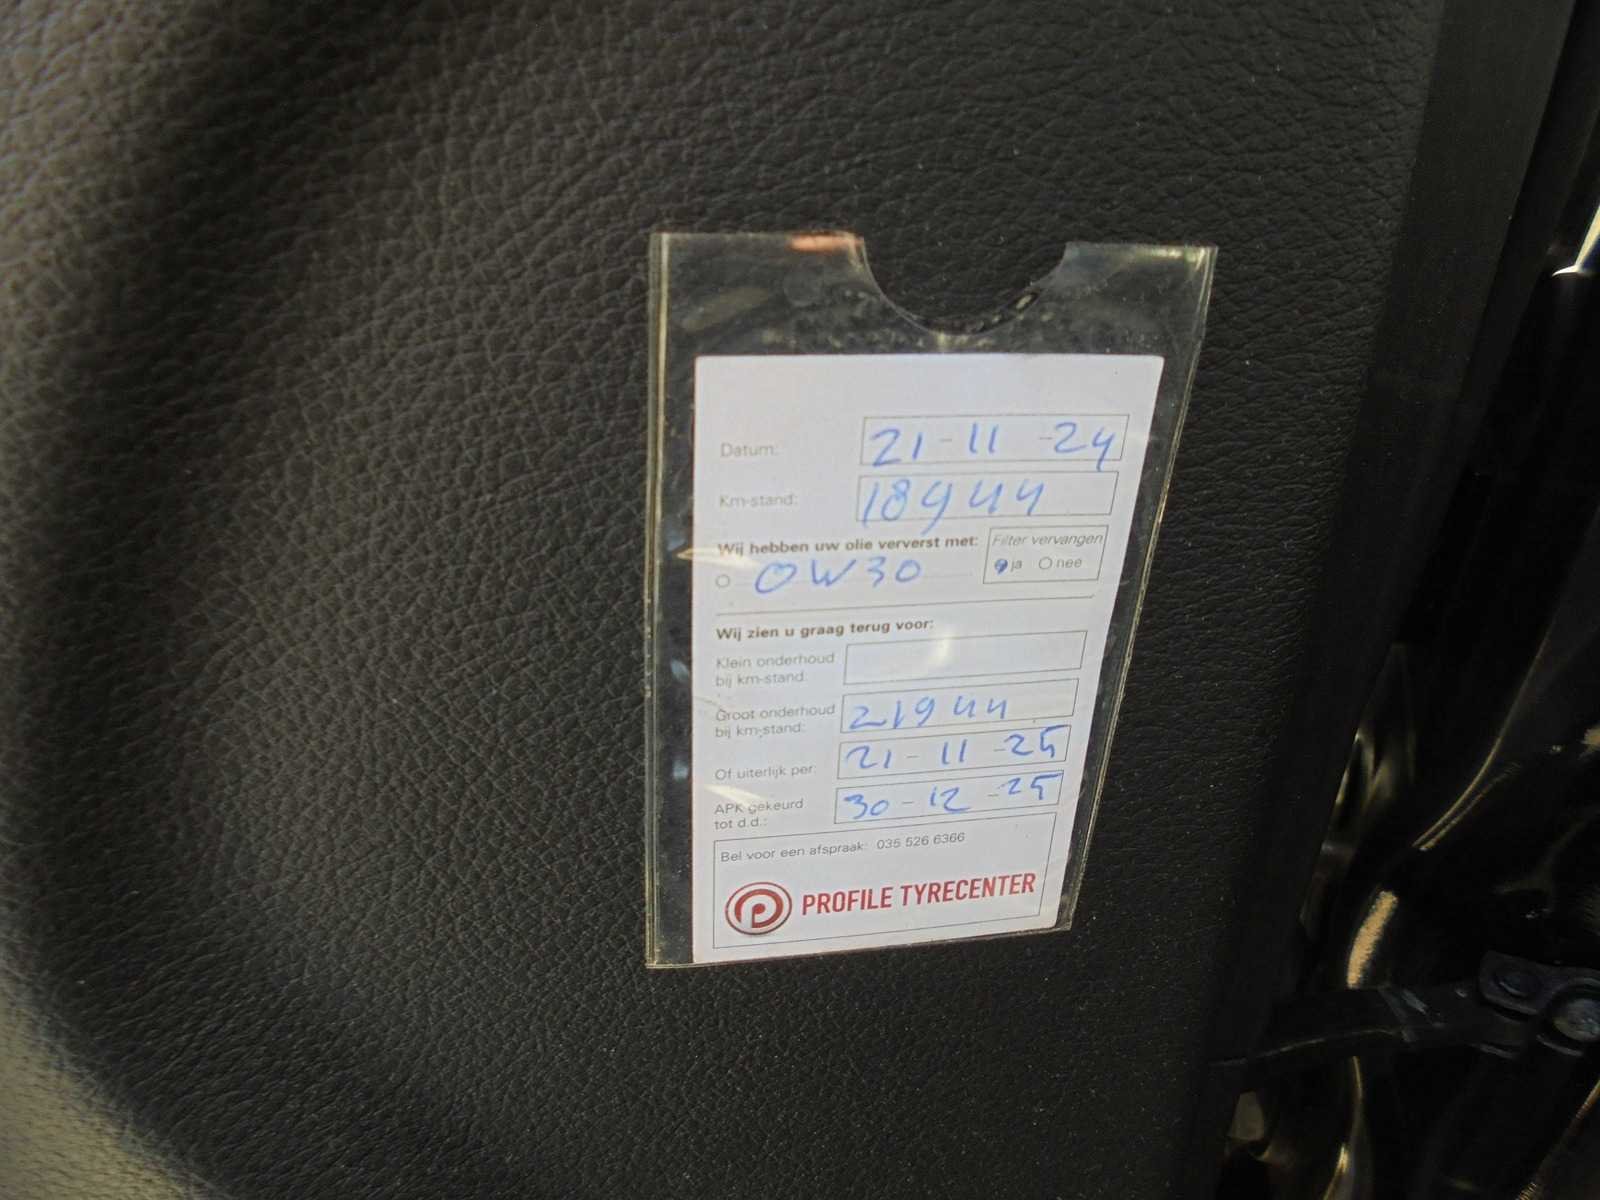 Datum: 21-11-24
Km-stand: 189444
Wij hebben uw olie ververst met:
Filter vervangen
0W30
ja nee
Wij zien u graag terug voor:
Klein onderhoud
bij km-stand:
Groot onderhoud
bij km-stand: 21944
Of uiterlijk per: 21-11-25
APK gekeurd
tot d.d.: 30-12-25
Bel voor een afspraak: 035 526 6366
PROFILE TYRECENTER